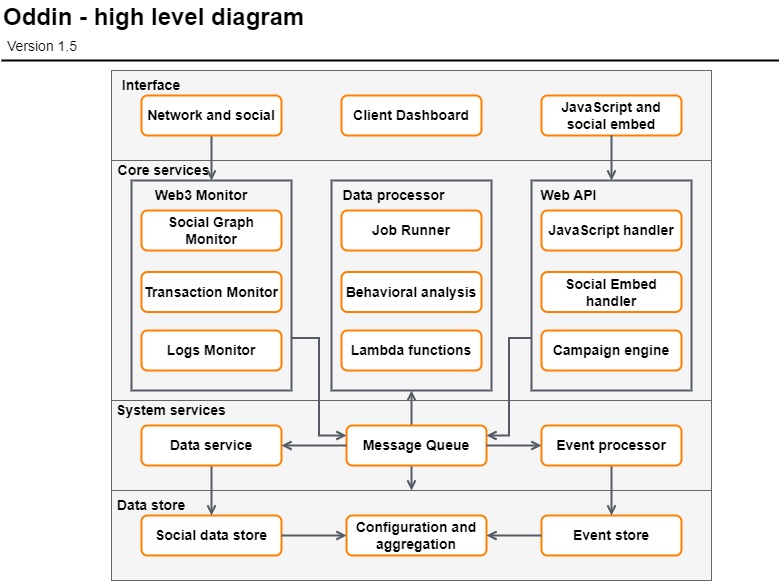 Oddin - high level diagram
Version 1.5
Interface
Network and social
Client Dashboard
JavaScript and
social embed
Core services
Web3 Monitor
Data processor
Web API
Social Graph
Monitor
Job Runner
JavaScript handler
Transaction Monitor
Behavioral analysis
Social Embed
handler
Logs Monitor
Lambda functions
Campaign engine
System services
Data service
Message Queue
Event processor
Data store
Social data store
Configuration and
aggregation
Event store